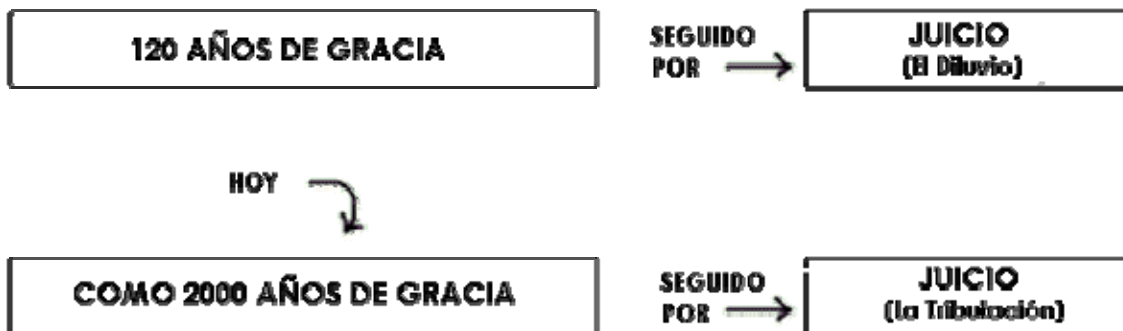 120 AÑOS DE GRACIA
SEGUIDO
POR
JUICIO
(El Diluvio)
HOY
COMO 2000 AÑOS DE GRACIA
SEGUIDO
POR
JUICIO
(La Tribulación)